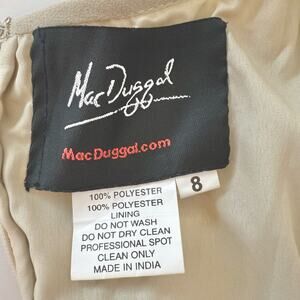 Mac Duggal
MacDuggal.com
8
100% POLYESTER
100% POLYESTER
LINING
DO NOT WASH
DO NOT DRY CLEAN
PROFESSIONAL SPOT
CLEAN ONLY
MADE IN INDIA